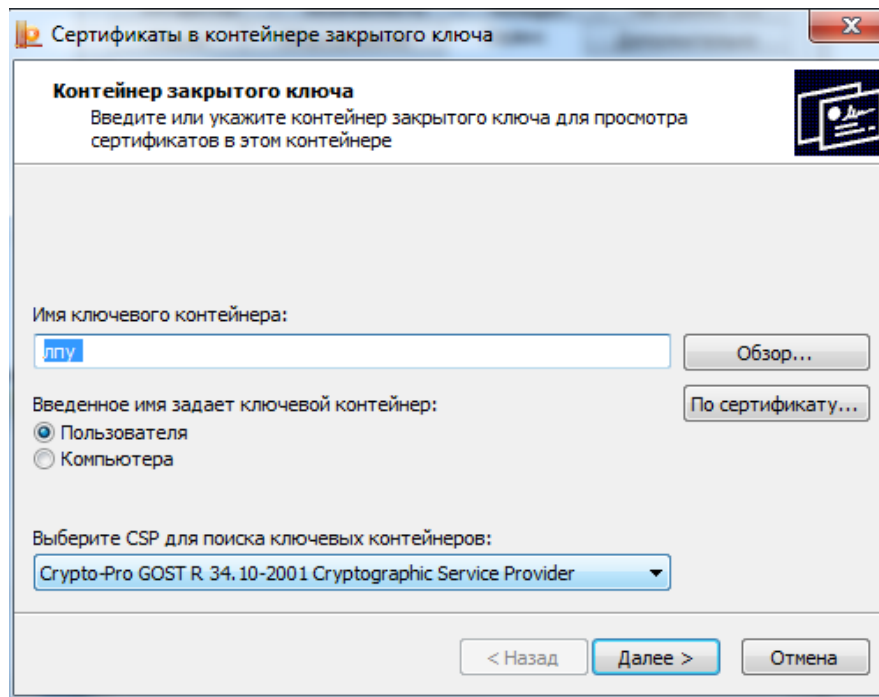 Сертификаты в контейнере закрытого ключа
Контейнер закрытого ключа
Введите или укажите контейнер закрытого ключа для просмотра
сертификатов в этом контейнере
Имя ключевого контейнера:
лпу
Обзор...
Введенное имя задает ключевой контейнер:
По сертификату...
Пользователя
Компьютера
Выберите CSP для поиска ключевых контейнеров:
Crypto-Pro GOST R 34.10-2001 Cryptographic Service Provider
< Назад
Далее >
Отмена